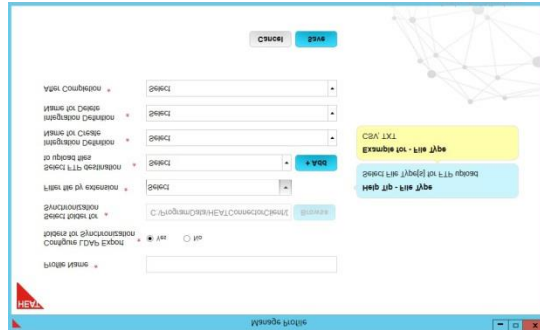 Manage Profile
HEAT
Profile Name *
Configure LDAP Export
folders for Synchronization *
Yes
No
Select folder for
Synchronization *
C:\ProgramData\HEATConnectorClient\
Browse
Filter file by extension *
Select
Help Tip - File Type
Select File Type[s] for FTP upload
Select FTP destination
to upload files *
Select
+ Add
Example for - File Type
CSV, TXT
Integration Definition
Name for Create *
Select
Integration Definition
Name for Delete *
Select
After Completion *
Select
Cancel
Save